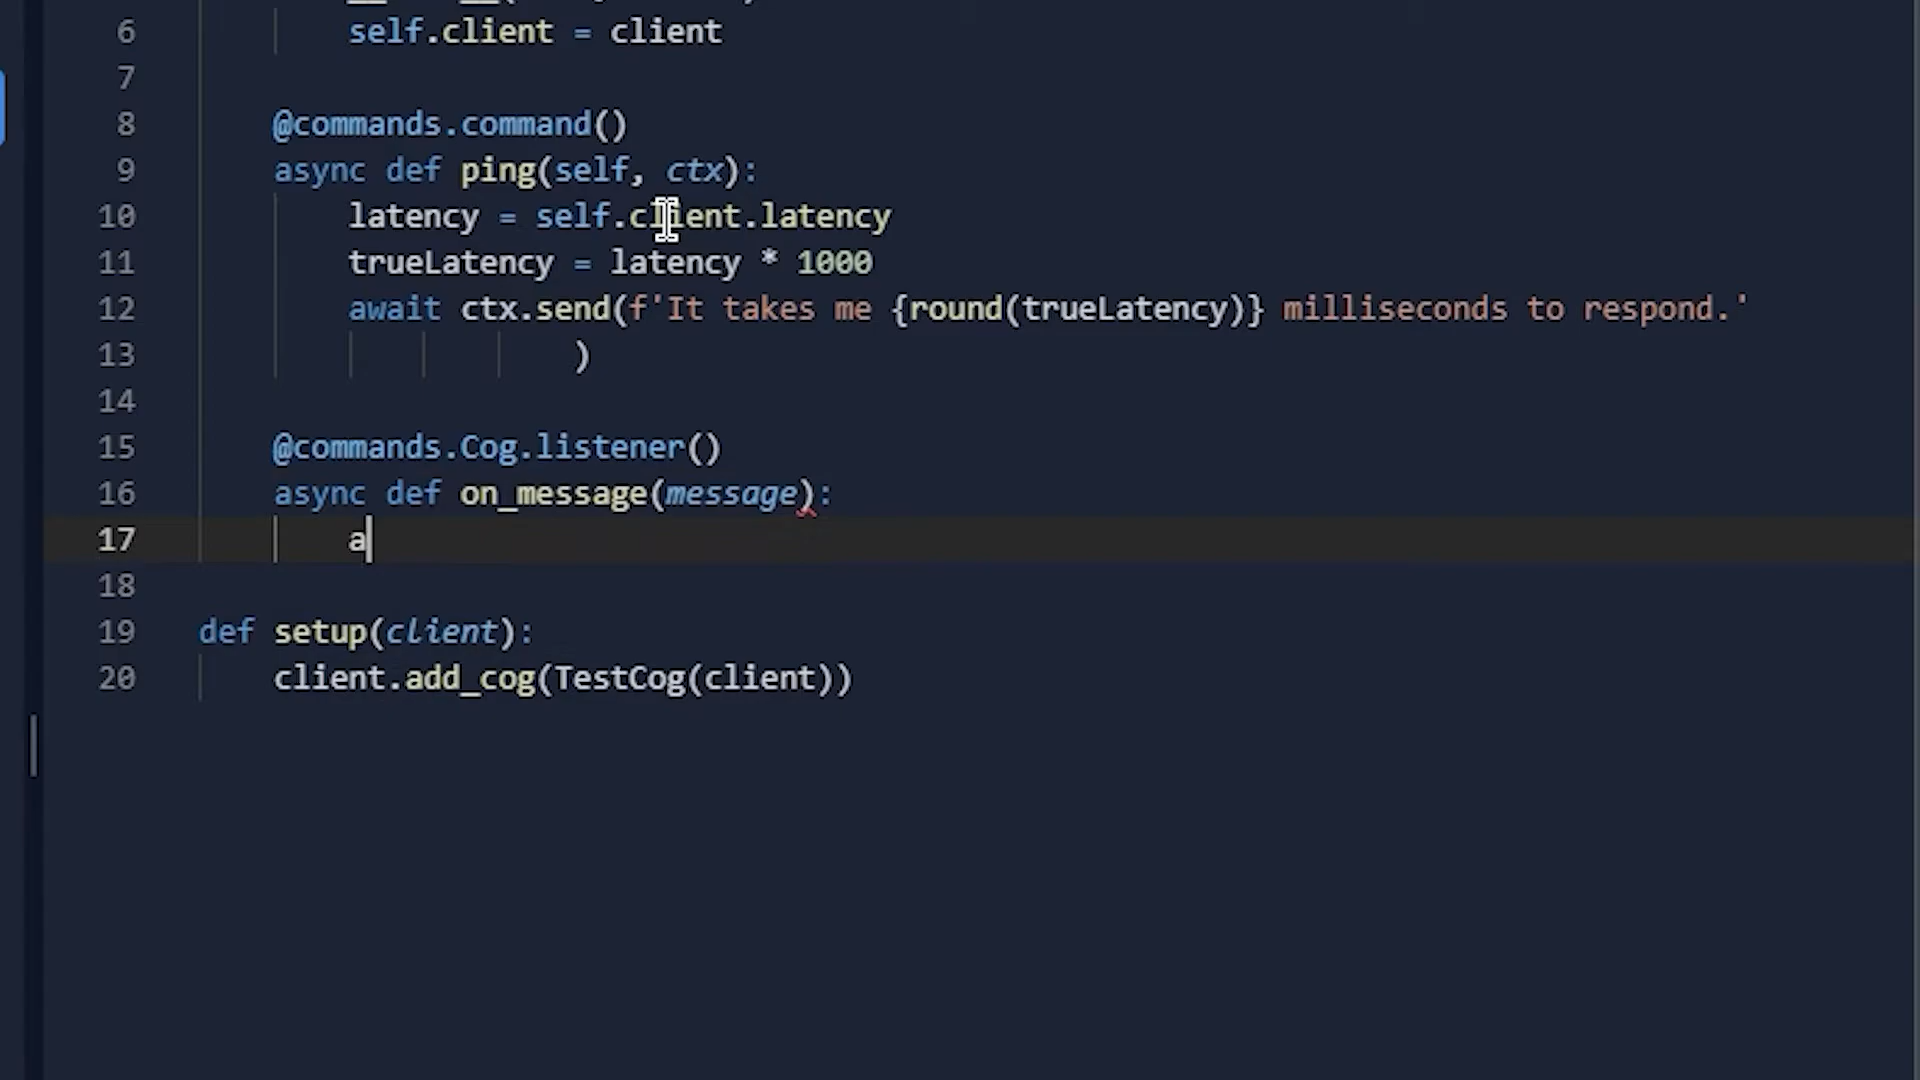 6 self.client = client
7
8 @commands.command()
9 async def ping(self, ctx):
10 latency = self.client.latency
11 trueLatency = latency * 1000
12 await ctx.send(f'It takes me {round(trueLatency)} milliseconds to respond.'
13 )
14
15 @commands.Cog.listener()
16 async def on_message(message):
17 a
18
19 def setup(client):
20 client.add_cog(TestCog(client))